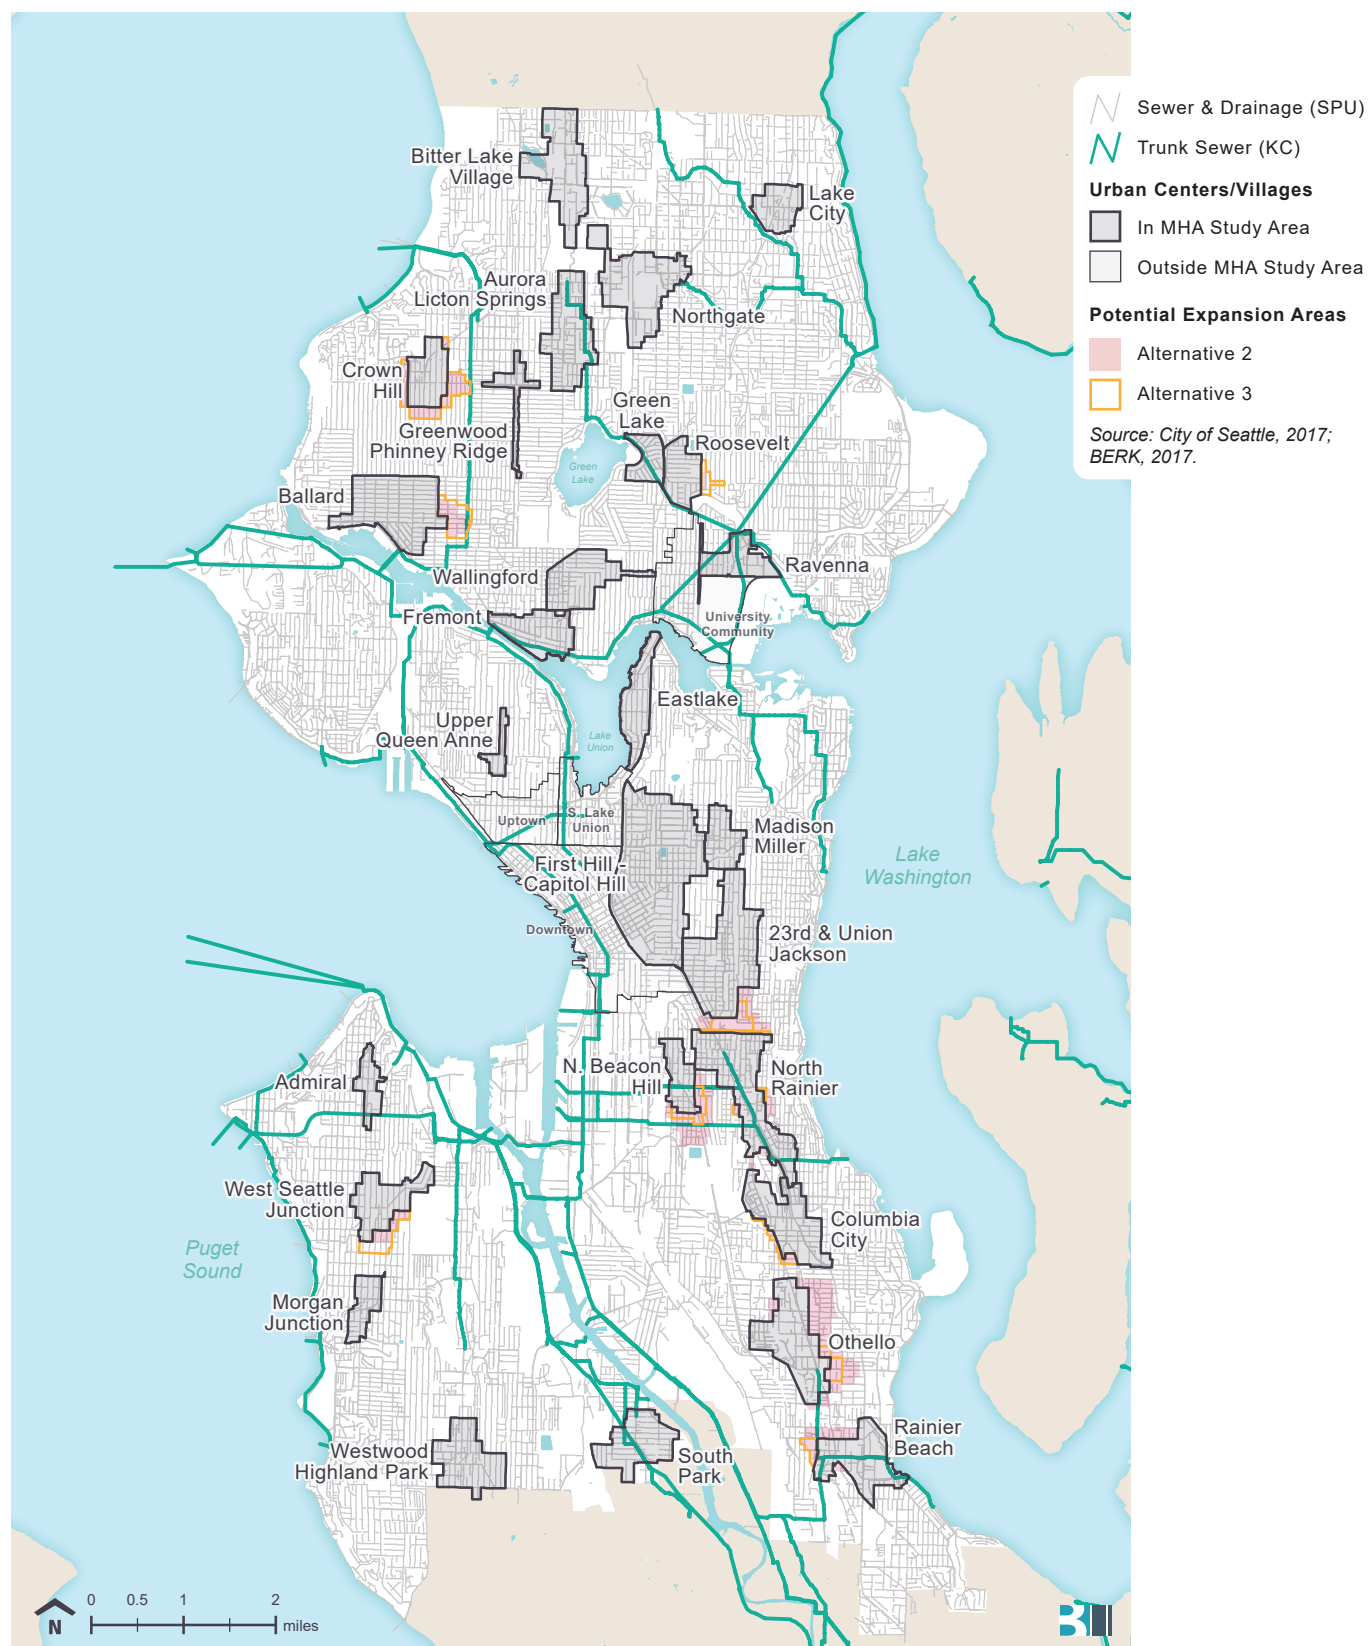 Sewer & Drainage (SPU)
Trunk Sewer (KC)
Urban Centers/Villages
In MHA Study Area
Outside MHA Study Area
Potential Expansion Areas
Alternative 2
Alternative 3
Source: City of Seattle, 2017;
BERK, 2017.
Bitter Lake
Village
Lake
City
Aurora
Licton Springs
Northgate
Crown
Hill
Green
Lake
Greenwood
Phinney Ridge
Roosevelt
Green
Lake
Ballard
Wallingford
Ravenna
Fremont
University
Community
Eastlake
Upper
Queen Anne
Lake
Union
Uptown
S. Lake
Union
Madison
Miller
First Hill -
Capitol Hill
Lake
Washington
Downtown
23rd & Union
Jackson
N. Beacon
Hill
North
Rainier
Admiral
West Seattle
Junction
Columbia
City
Puget
Sound
Morgan
Junction
Othello
Rainier
Beach
Westwood
Highland Park
South
Park
N
0 0.5 1 2
miles
B